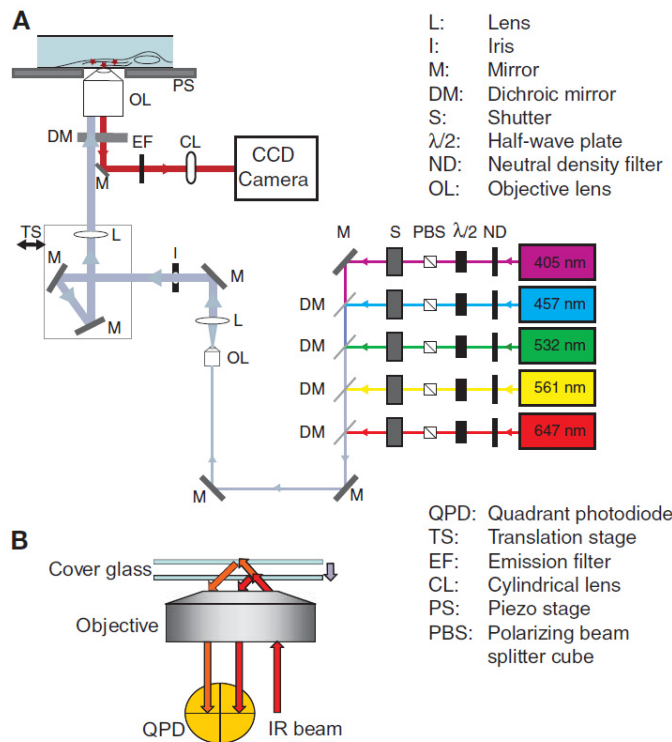 A
L: Lens
I: Iris
M: Mirror
DM: Dichroic mirror
S: Shutter
λ/2: Half-wave plate
ND: Neutral density filter
OL: Objective lens
PS
OL
DM
EF
CL
M
CCD
Camera
TS
L
M
I
M
M
L
OL
M
S
PBS
λ/2
ND
405 nm
DM
457 nm
DM
532 nm
DM
561 nm
DM
647 nm
M
M
B
Cover glass
Objective
QPD
IR beam
QPD: Quadrant photodiode
TS: Translation stage
EF: Emission filter
CL: Cylindrical lens
PS: Piezo stage
PBS: Polarizing beam
splitter cube